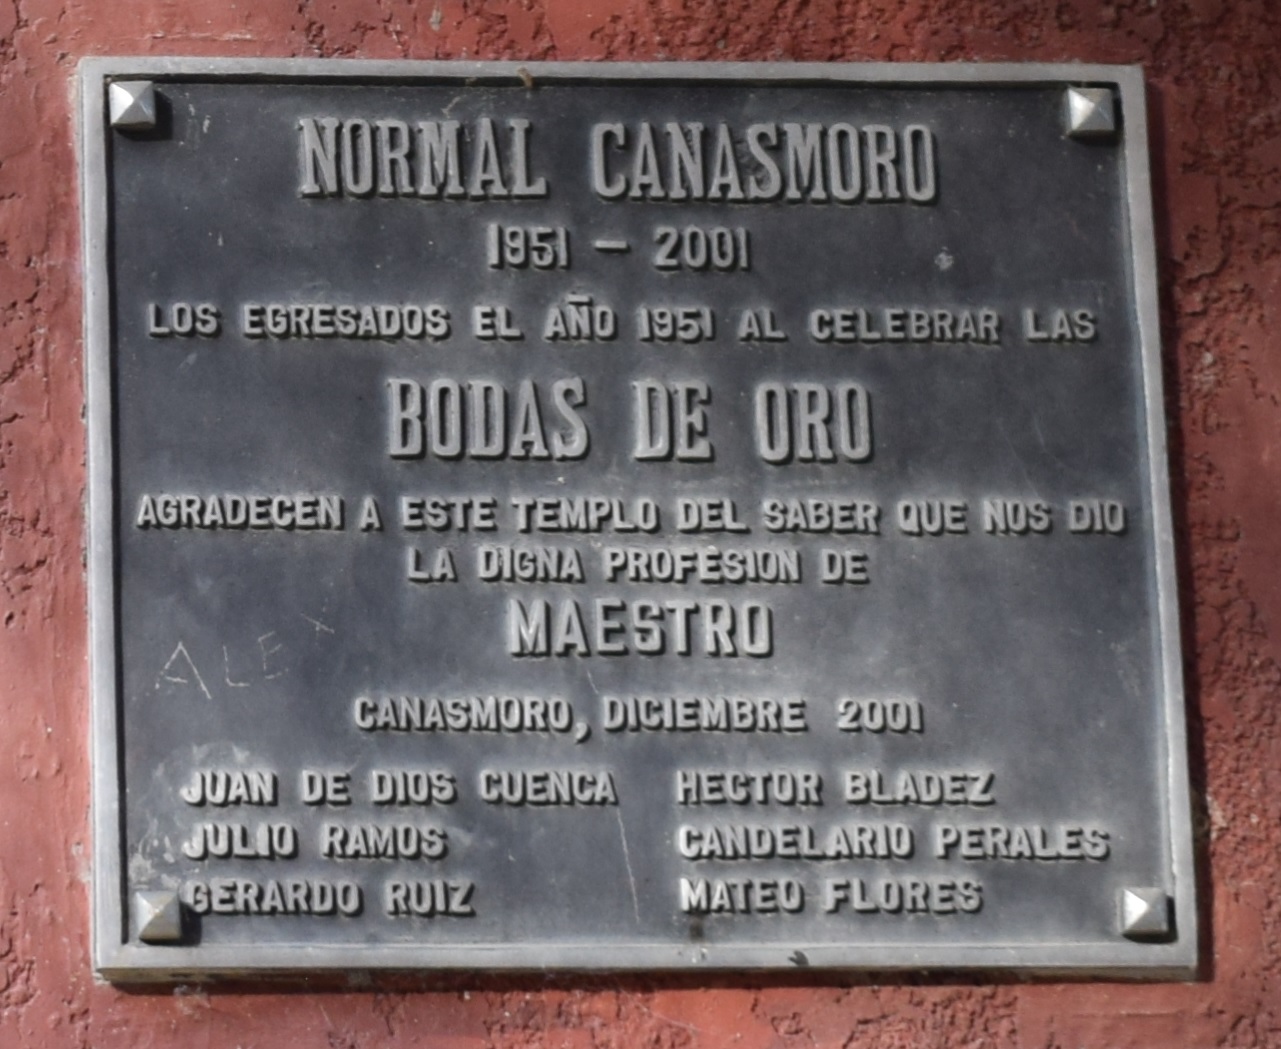 NORMAL CANASMORO
1951 - 2001
LOS EGRESADOS EL AÑO 1951 AL CELEBRAR LAS
BODAS DE ORO
AGRADECEN A ESTE TEMPLO DEL SABER QUE NOS DIO
LA DIGNA PROFESION DE
MAESTRO
ALEX
CANASMORO, DICIEMBRE 2001
JUAN DE DIOS CUENCA HECTOR BLADEZ
JULIO RAMOS CANDELARIO PERALES
GERARDO RUIZ MATEO FLORES